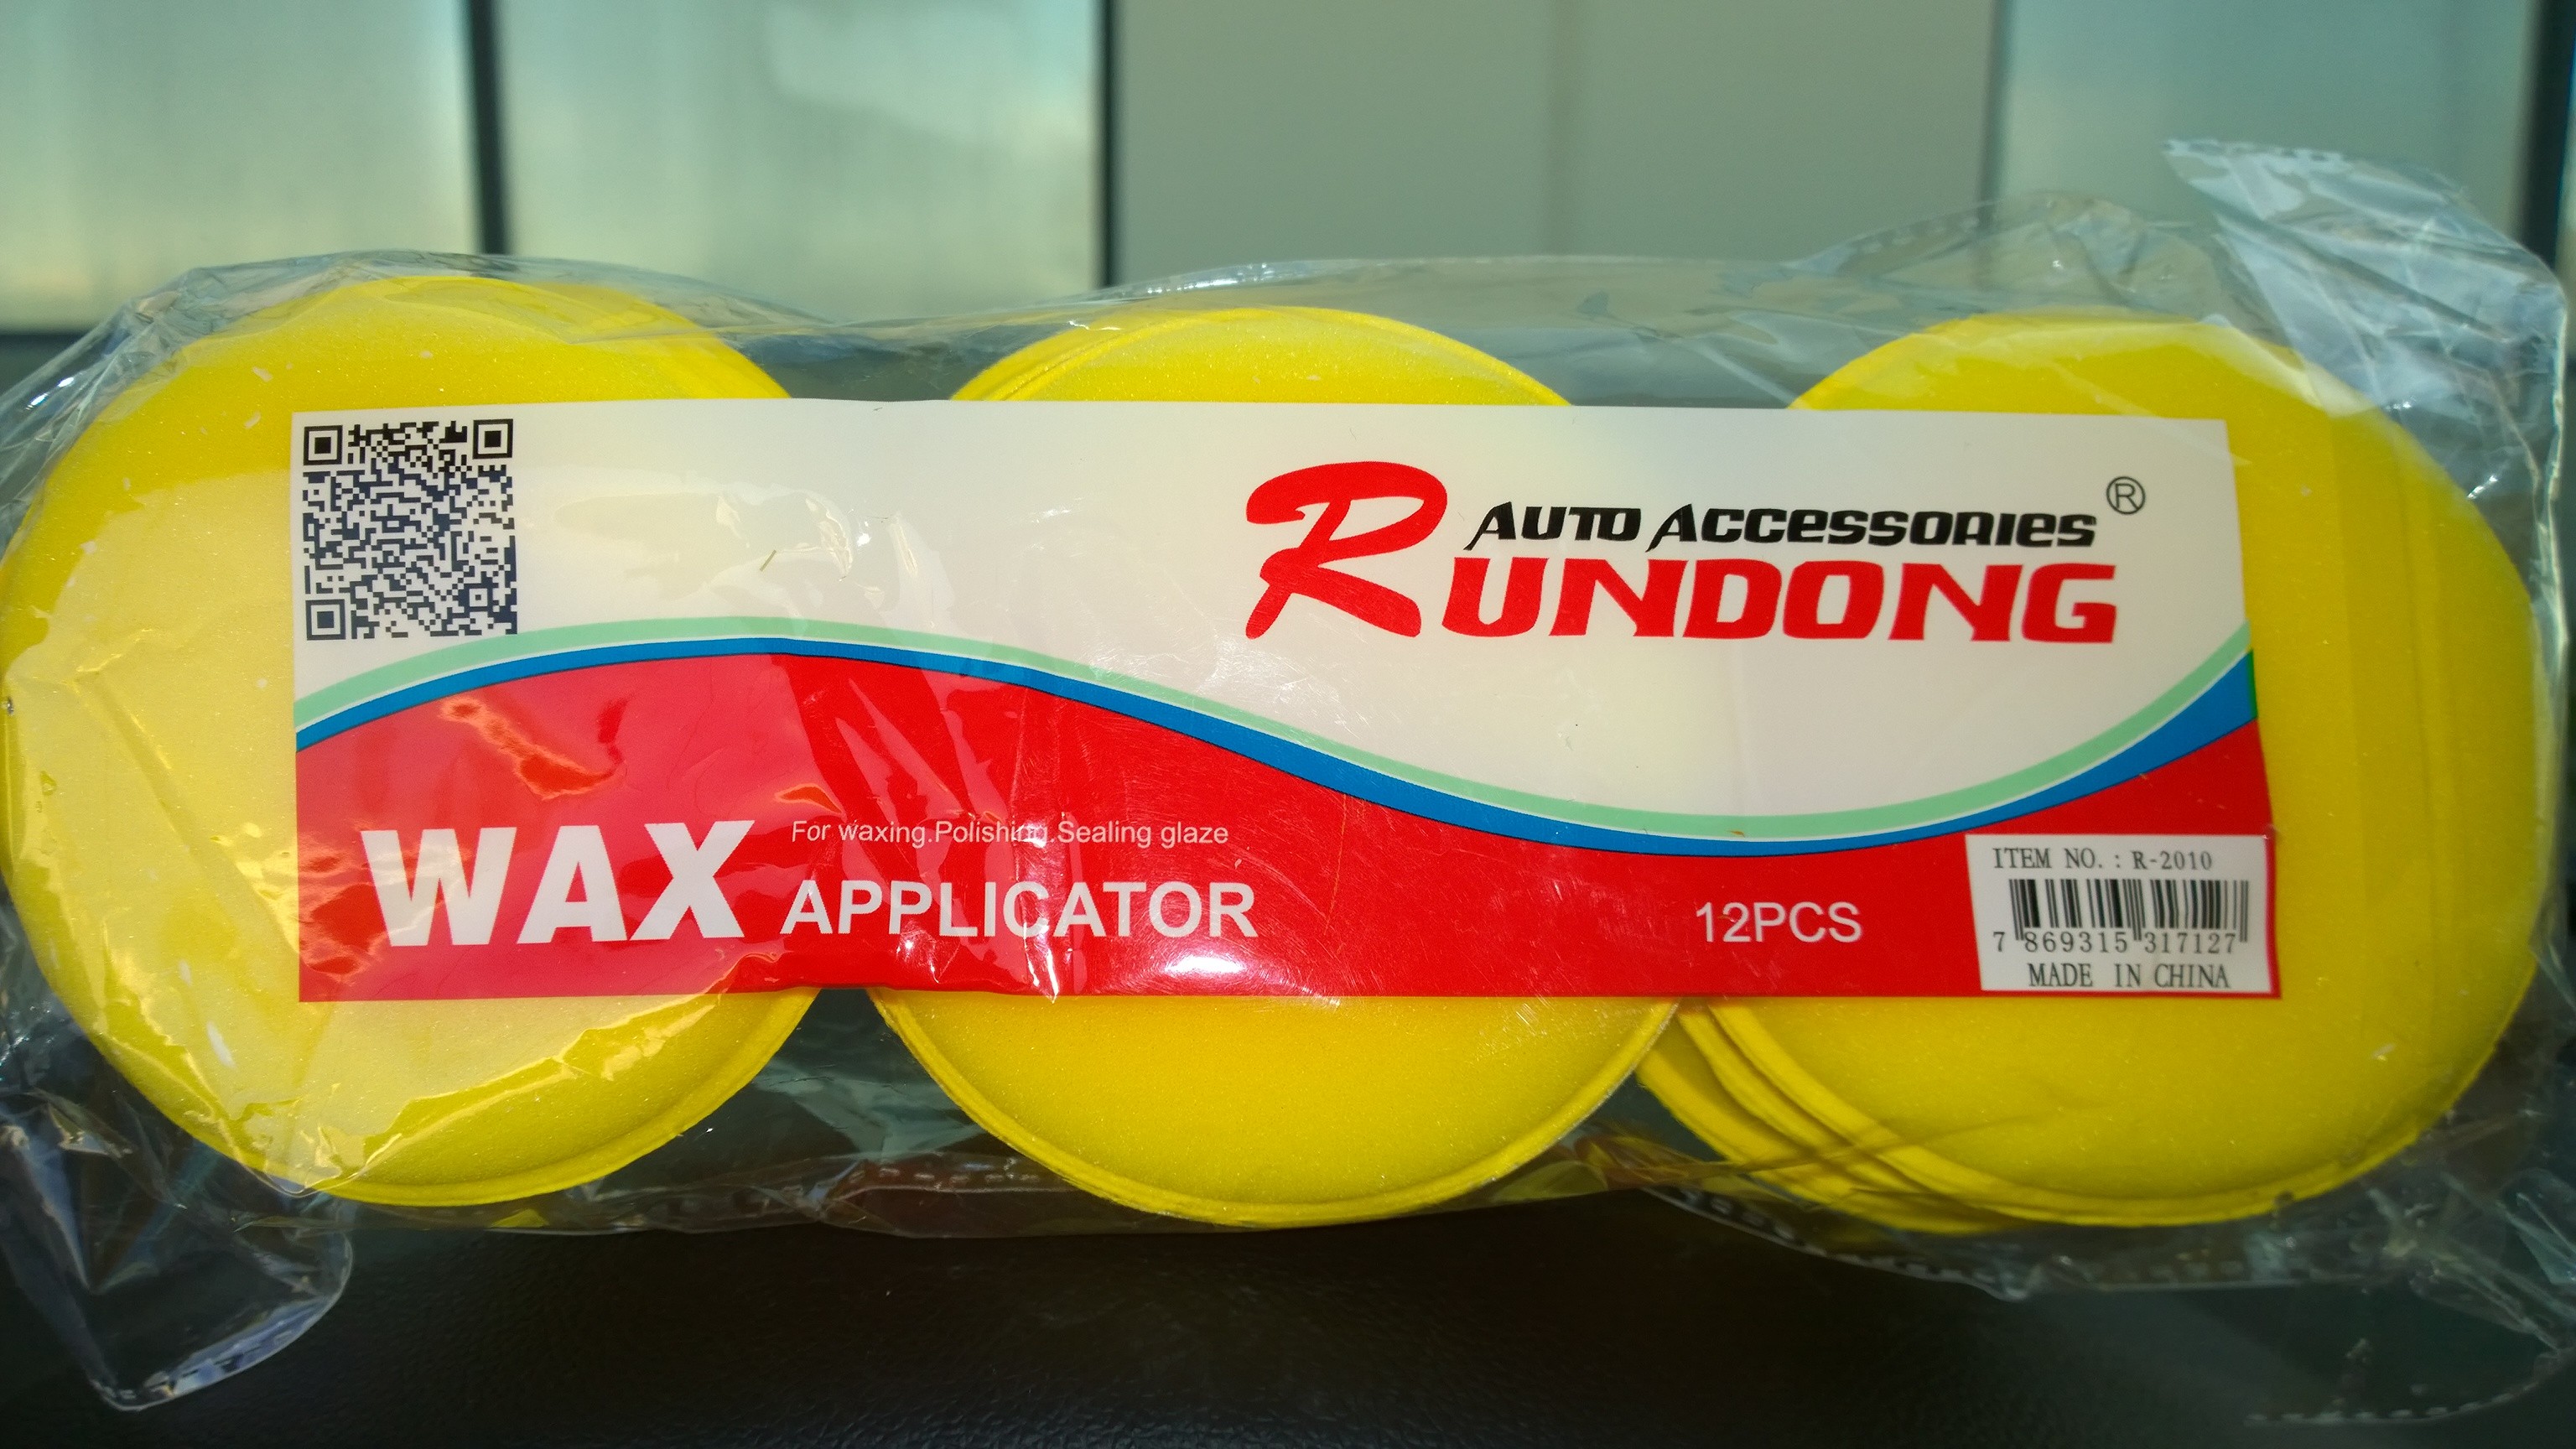 AUTO ACCESSORIES ®
RUNDONG
For waxing.Polishing.Sealing glaze
WAX APPLICATOR
12PCS
ITEM NO.: R-2010
7 869315 317127
MADE IN CHINA